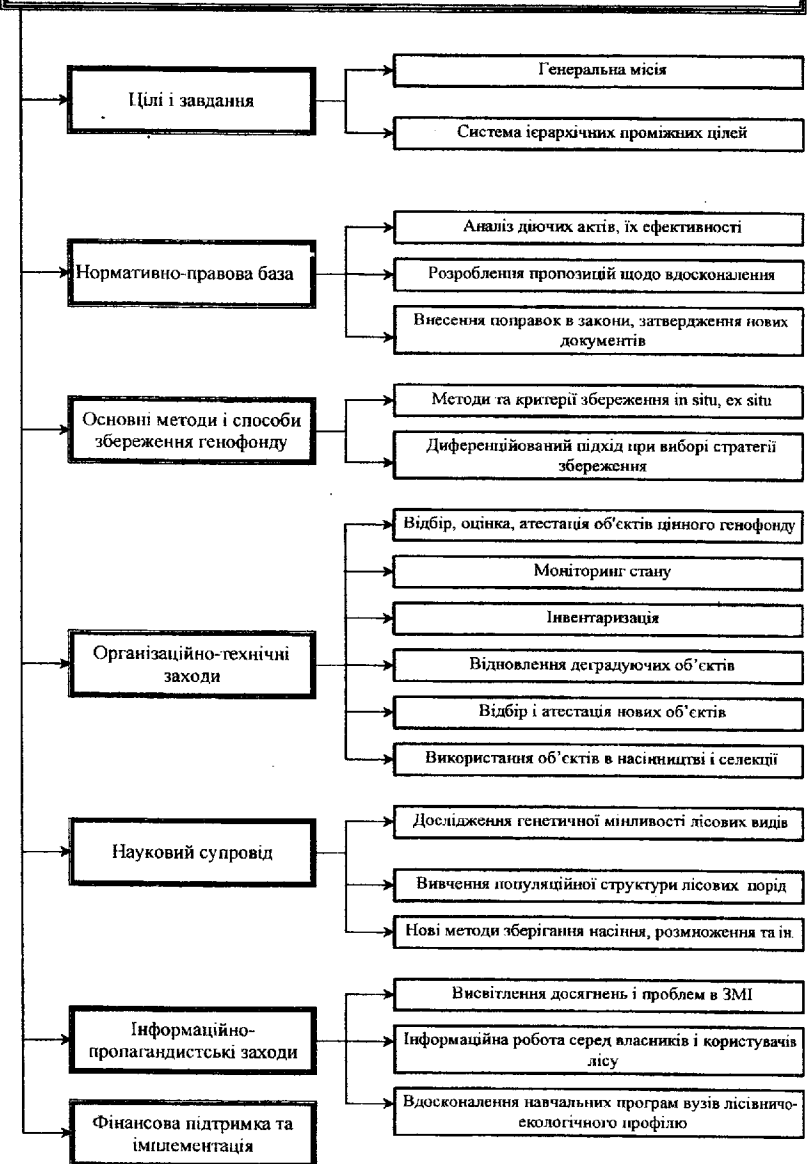 Цілі і завдання
Генеральна місія
Система ієрархічних проміжних цілей
Нормативно-правова база
Аналіз діючих актів, їх ефективності
Розроблення пропозицій щодо вдосконалення
Внесення поправок в закони, затвердження нових
документів
Основні методи і способи
збереження генофонду
Методи та критерії збереження in situ, ex situ
Диференційований підхід при виборі стратегії
збереження
Організаційно-технічні
заходи
Відбір, оцінка, атестація об'єктів цінного генофонду
Моніторинг стану
Інвентаризація
Відновлення деградуючих об'єктів
Відбір і атестація нових об'єктів
Використання об'єктів в насінництві і селекції
Науковий супровід
Дослідження генетичної мінливості лісових видів
Вивчення популяційної структури лісових порід
Нові методи зберігання насіння, розмноження та ін.
Інформаційно-
пропагандистські заходи
Висвітлення досягнень і проблем в ЗМІ
Інформаційна робота серед власників і користувачів
лісу
Вдосконалення навчальних програм вузів лісівничо-
екологічного профілю
Фінансова підтримка та
імплементація